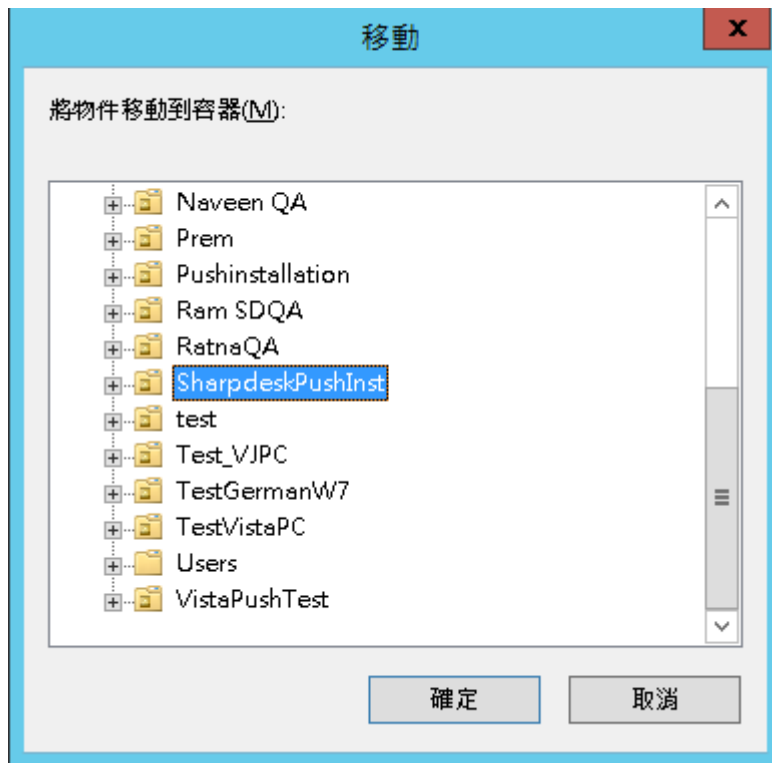 移動
x
將物件移動到容器(M):
Naveen QA
Prem
Pushinstallation
Ram SDQA
RatnaQA
SharpdeskPushInst
test
Test_VJPC
TestGermanW7
TestVistaPC
Users
VistaPushTest
確定 取消